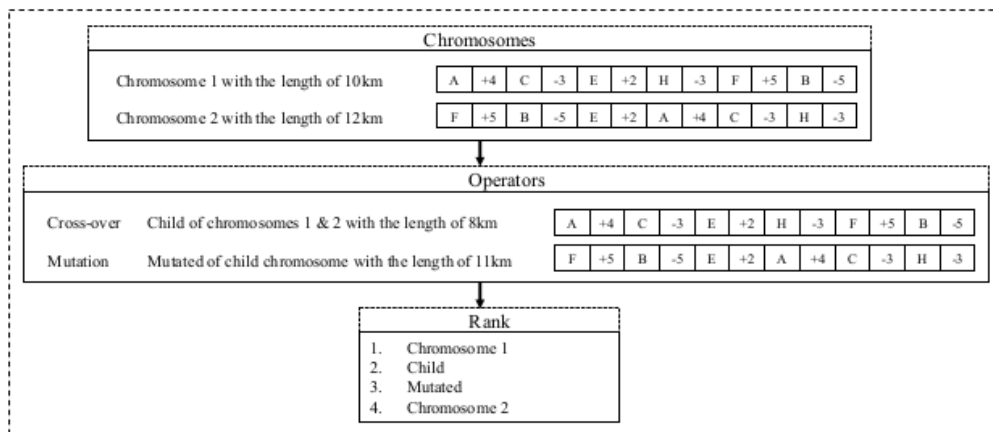 Chromosomes
Chromosome 1 with the length of 10km A +4 C -3 E +2 H -3 F +5 B -5
Chromosome 2 with the length of 12km F +5 B -5 E +2 A +4 C -3 H -3
Operators
Cross-over Child of chromosomes 1 & 2 with the length of 8km A +4 C -3 E +2 H -3 F +5 B -5
Mutation Mutated of child chromosome with the length of 11km F +5 B -5 E +2 A +4 C -3 H -3
Rank
1. Chromosome 1
2. Child
3. Mutated
4. Chromosome 2